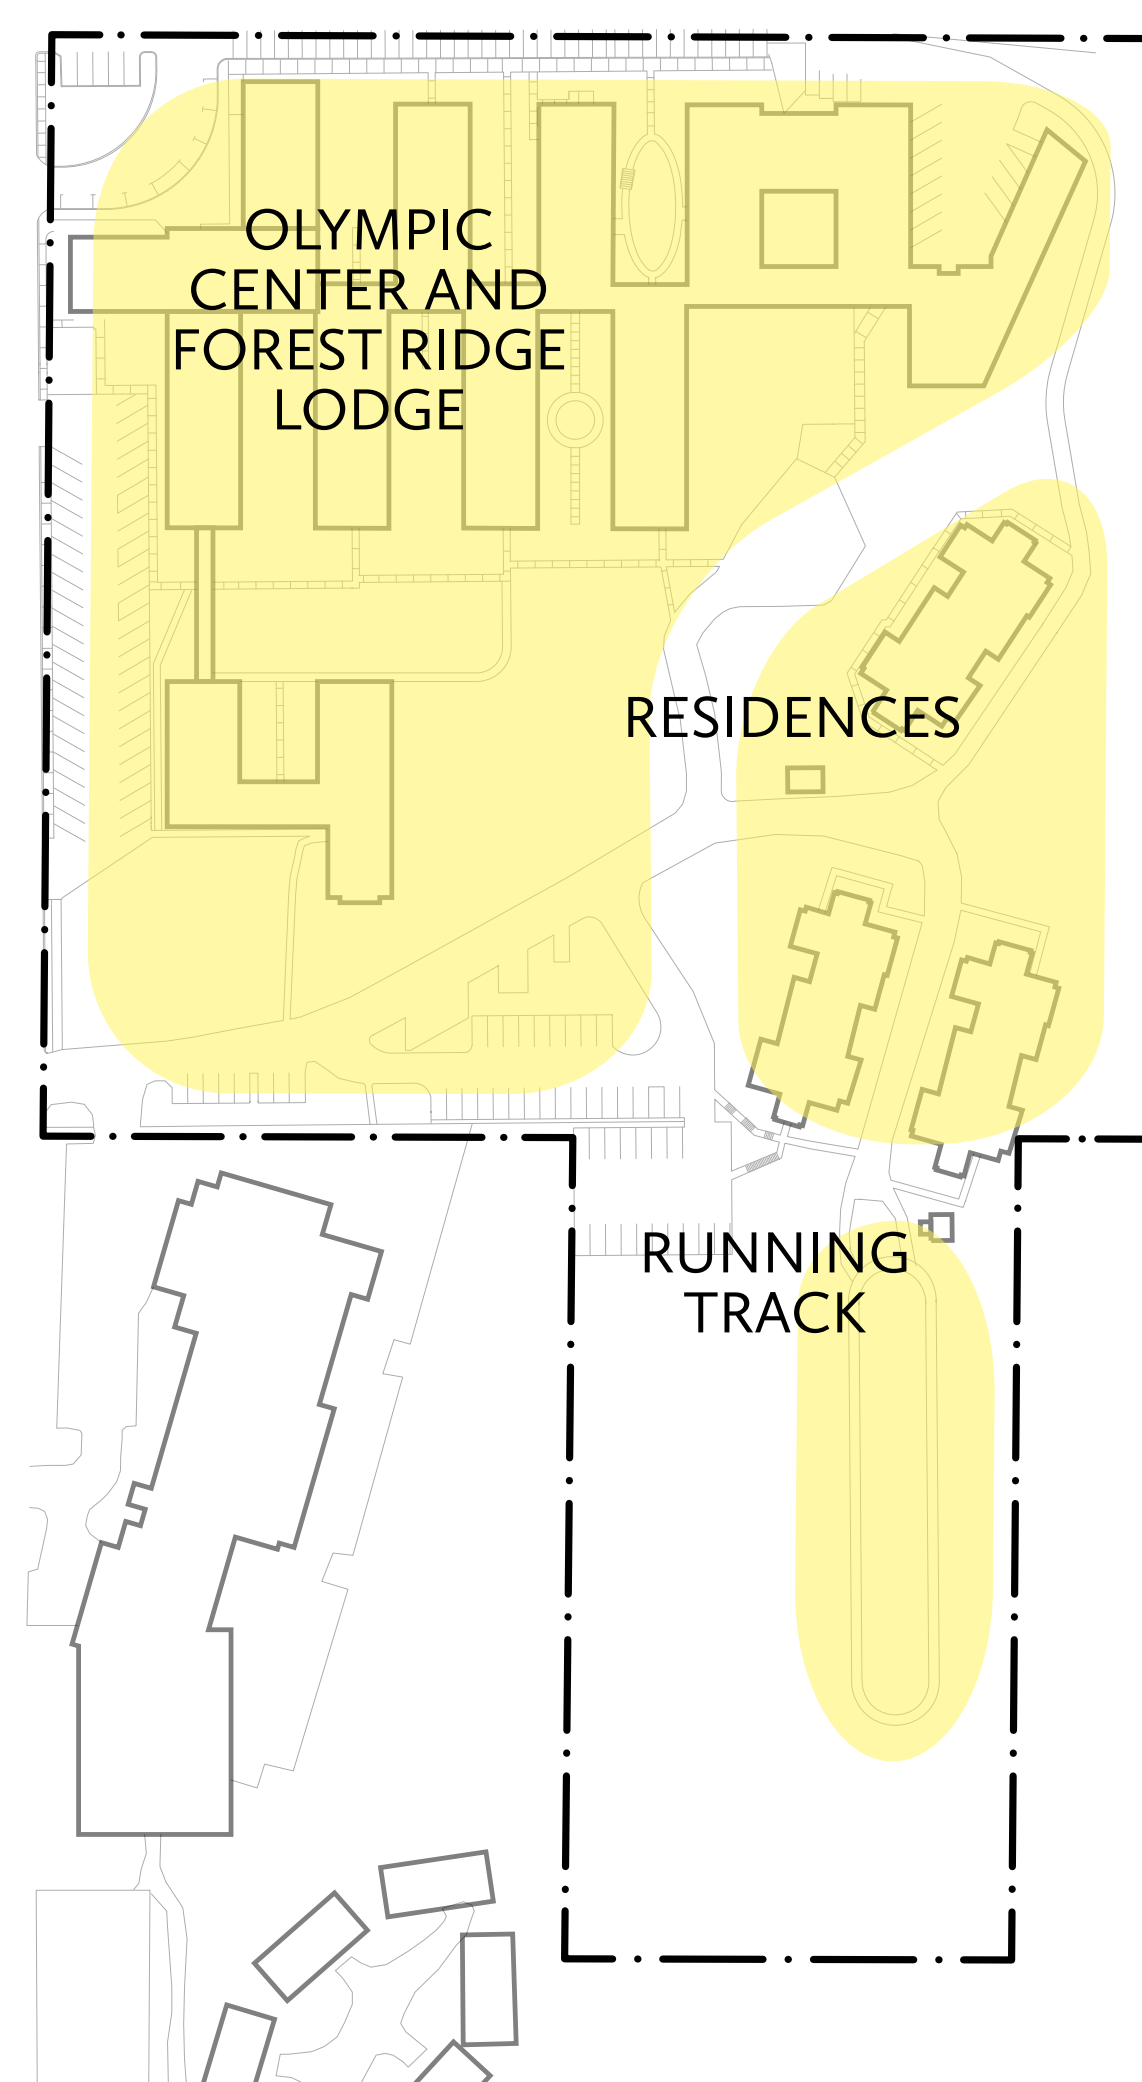 OLYMPIC
CENTER AND
FOREST RIDGE
LODGE
RESIDENCES
RUNNING
TRACK